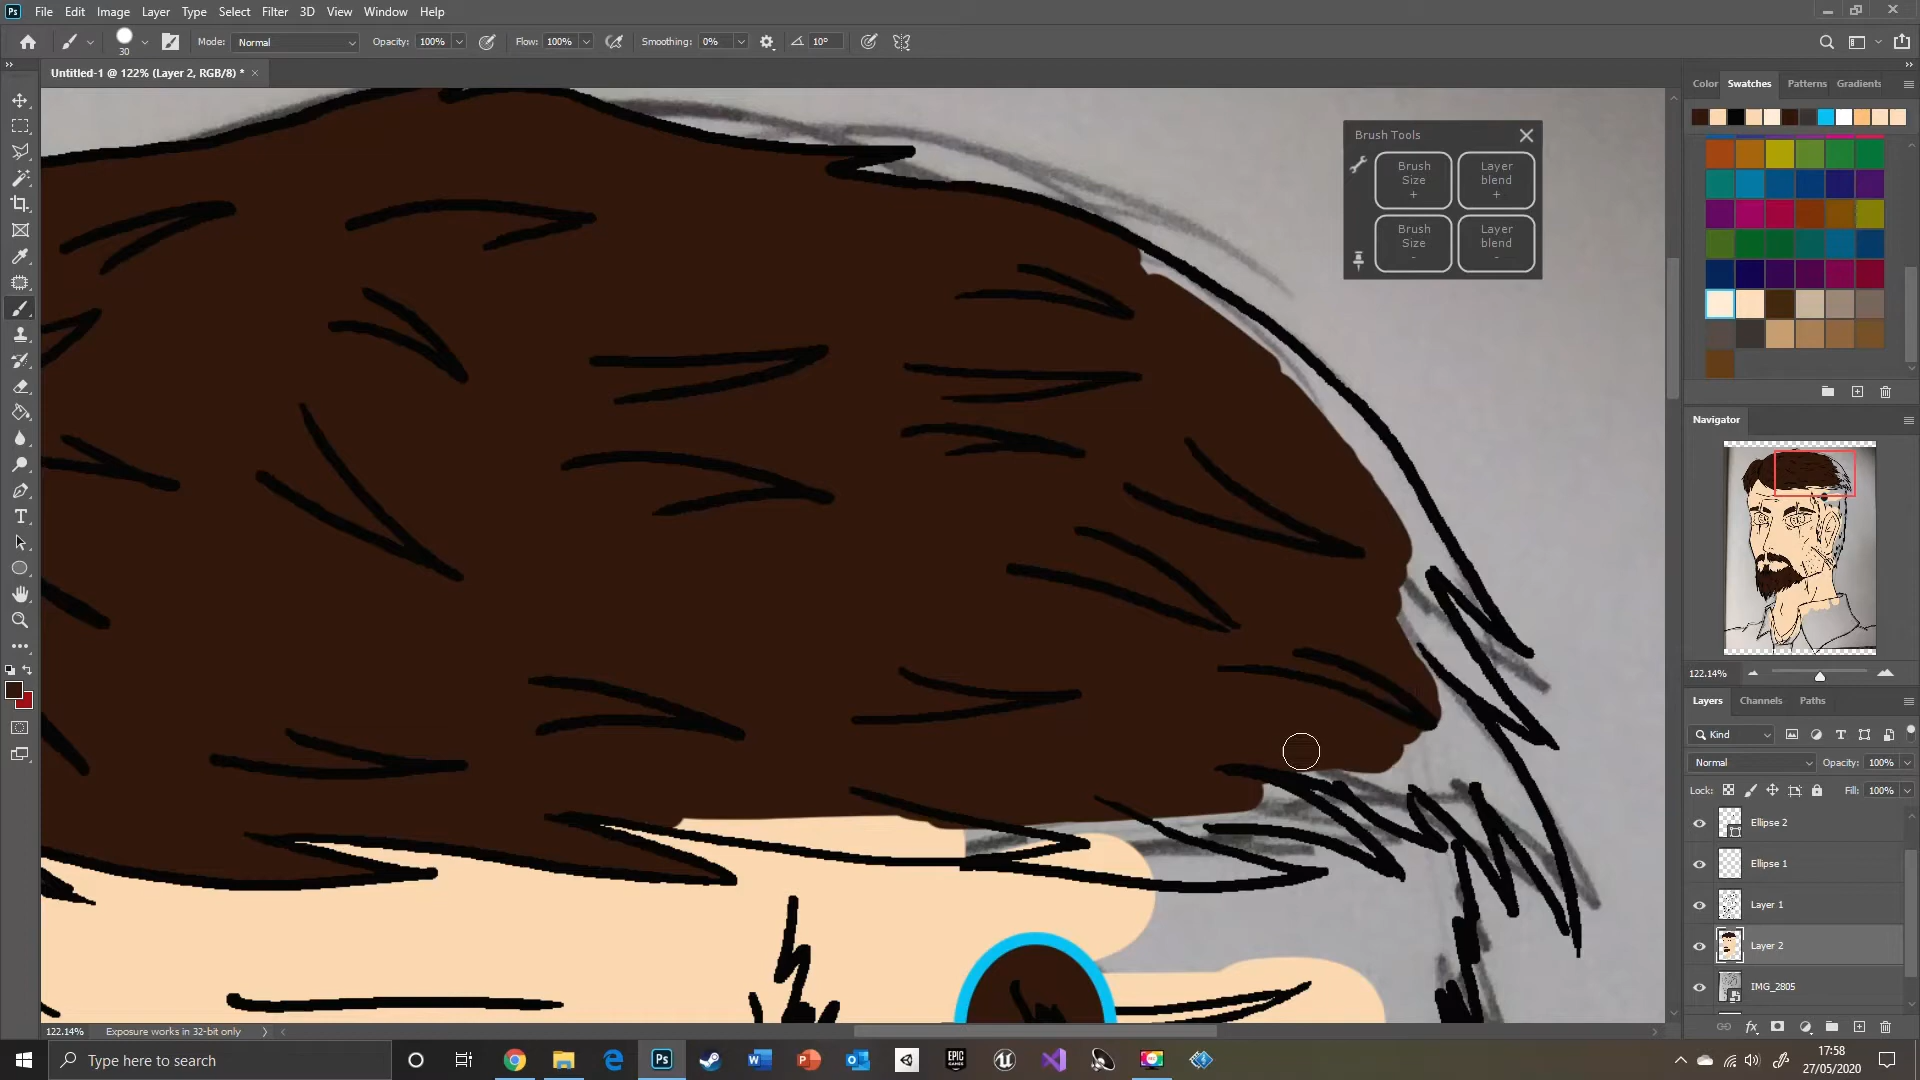 Ps File Edit Image Layer Type Select Filter 3D View Window Help
30 Mode: Normal Opacity: 100% Flow: 100% Smoothing: 0% 10°
Untitled-1 @ 122% (Layer 2, RGB/8) *
Color Swatches Patterns Gradients
Brush Tools
Brush Size +
Layer blend +
Brush Size -
Layer blend -
Navigator
122.14%
Layers Channels Paths
Kind
Normal Opacity: 100%
Lock: Fill: 100%
Ellipse 2
Ellipse 1
Layer 1
Layer 2
IMG_2805
122.14% Exposure works in 32-bit only
Type here to search
Ps
EPIC GAMES
17:58
27/05/2020